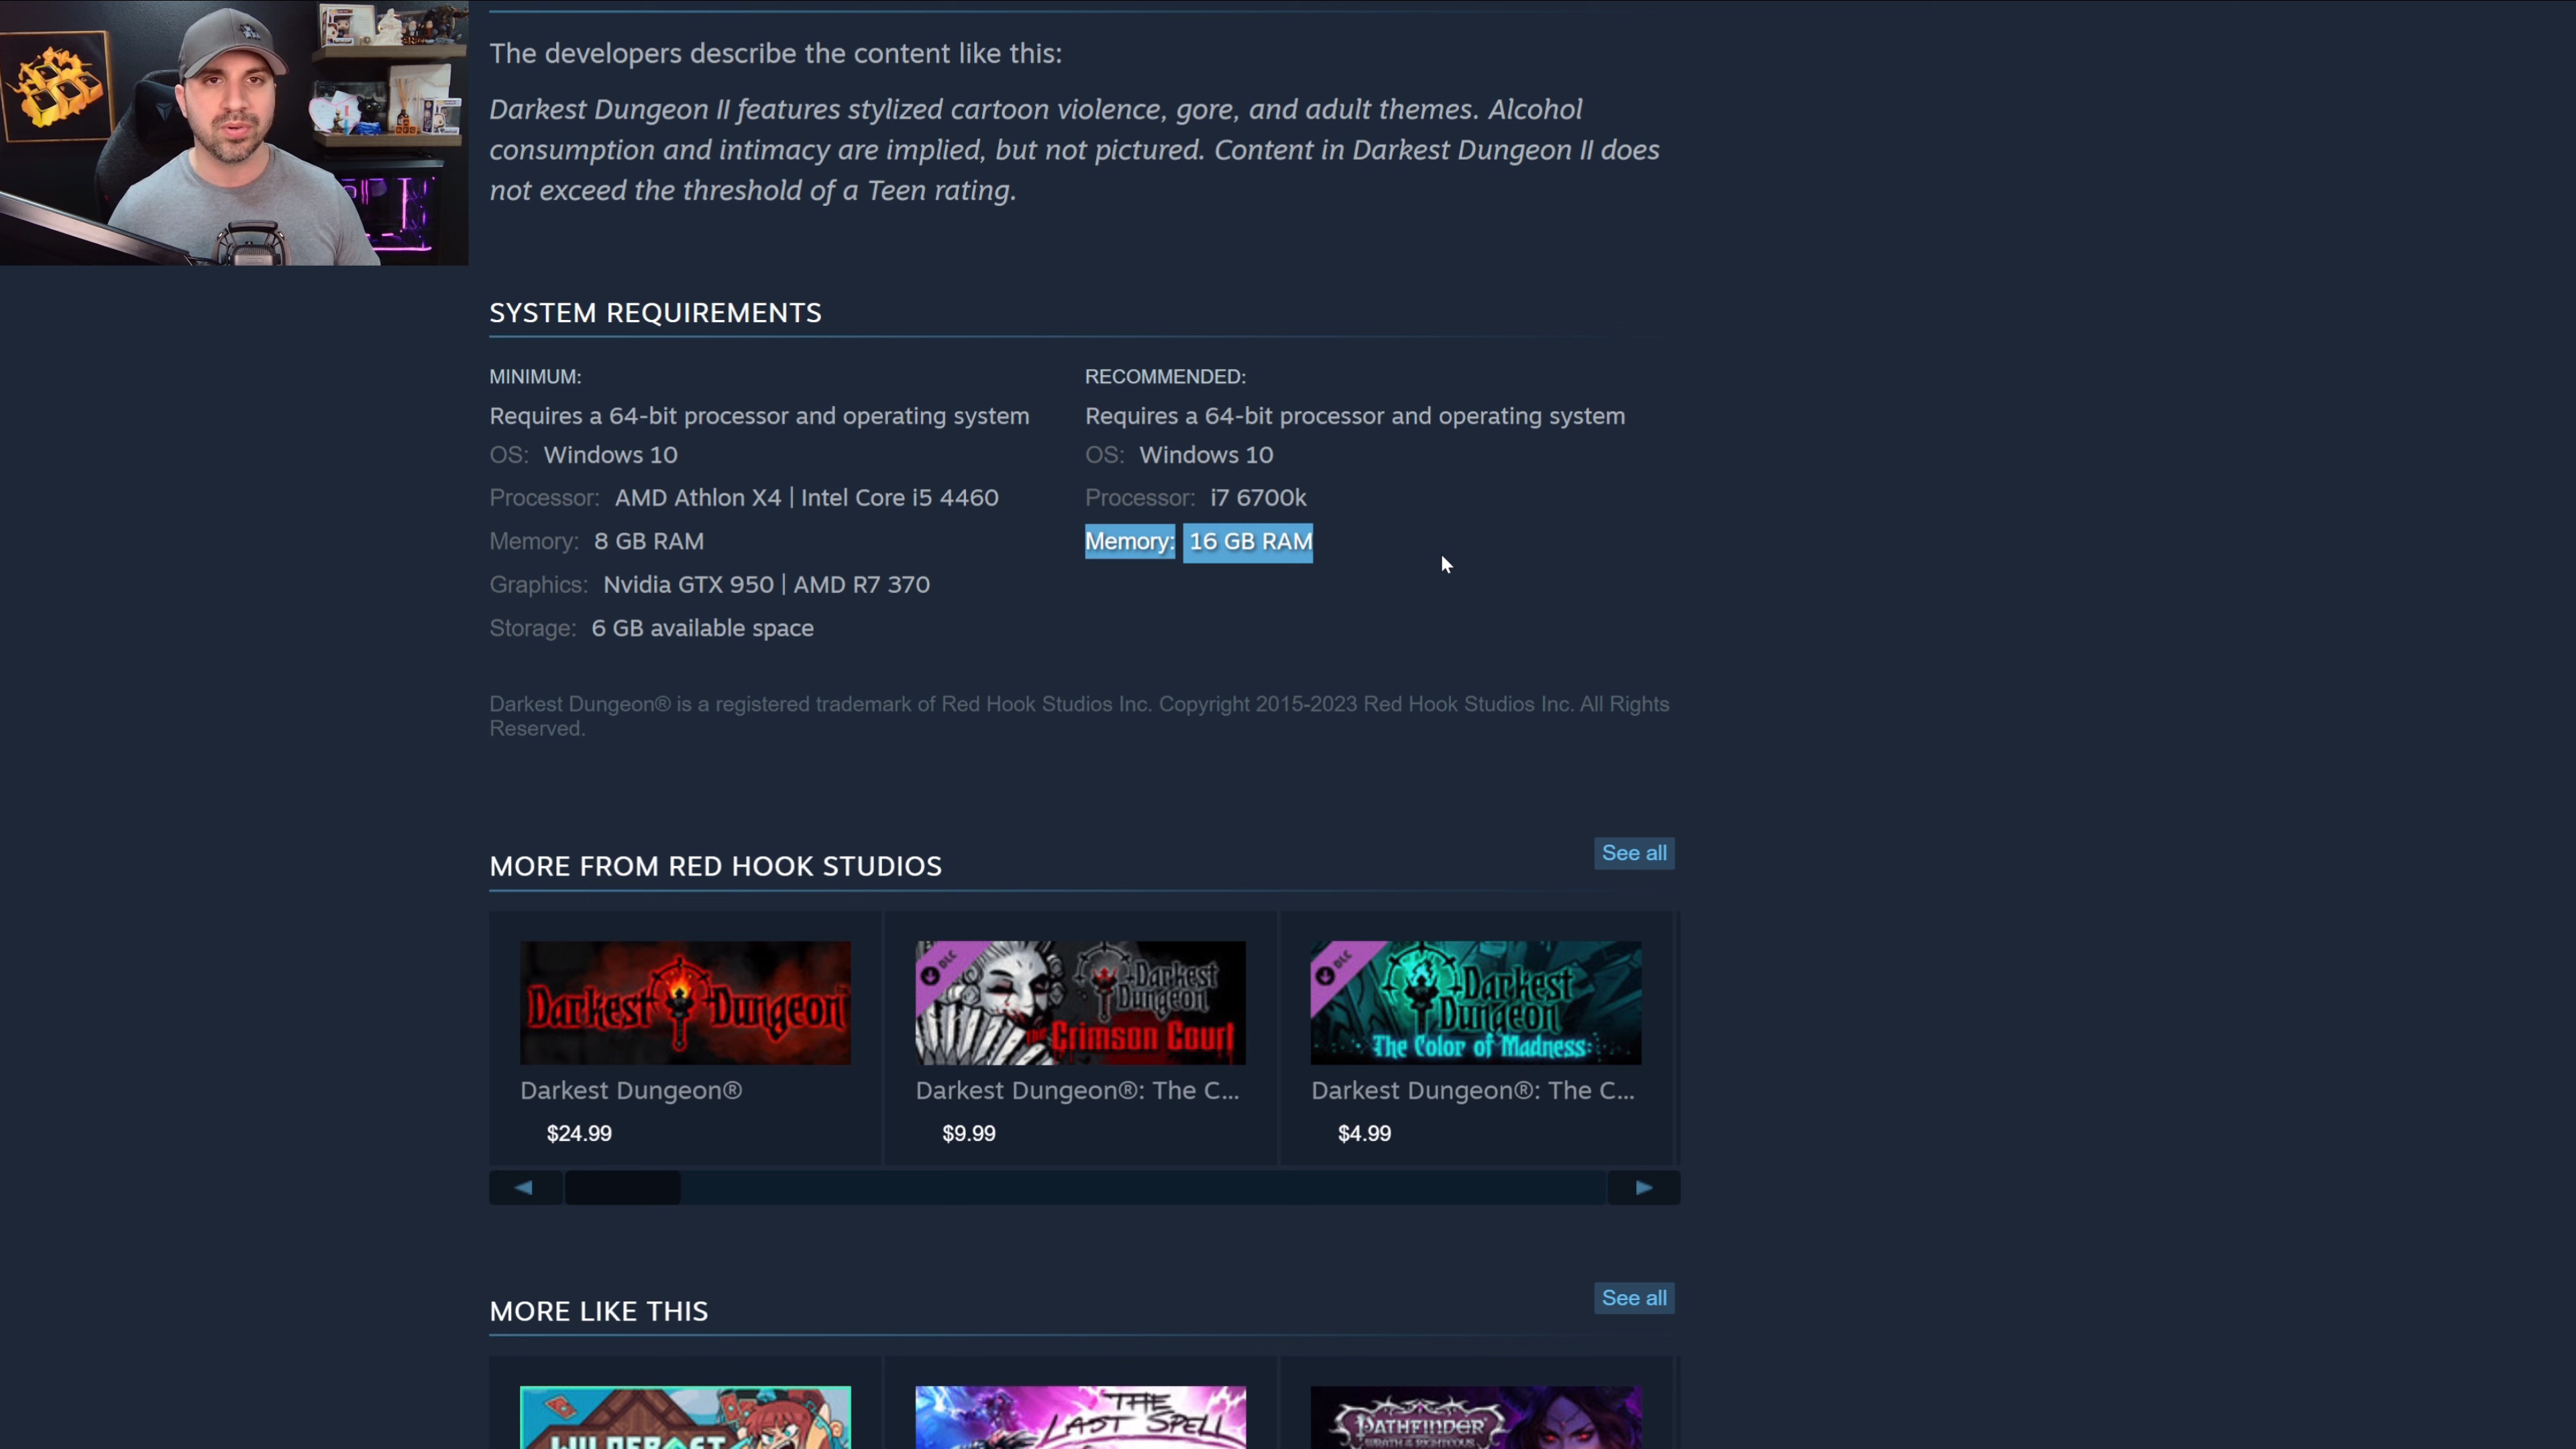 The developers describe the content like this:
Darkest Dungeon II features stylized cartoon violence, gore, and adult themes. Alcohol
consumption and intimacy are implied, but not pictured. Content in Darkest Dungeon II does
not exceed the threshold of a Teen rating.
SYSTEM REQUIREMENTS
MINIMUM:
Requires a 64-bit processor and operating system
OS: Windows 10
Processor: AMD Athlon X4 | Intel Core i5 4460
Memory: 8 GB RAM
Graphics: Nvidia GTX 950 | AMD R7 370
Storage: 6 GB available space
RECOMMENDED:
Requires a 64-bit processor and operating system
OS: Windows 10
Processor: i7 6700k
Memory: 16 GB RAM
Darkest Dungeon® is a registered trademark of Red Hook Studios Inc. Copyright 2015-2023 Red Hook Studios Inc. All Rights
Reserved.
MORE FROM RED HOOK STUDIOS
See all
Darkest Dungeon
Darkest Dungeon®
$24.99
DLC
Darkest
Dungeon
The Crimson Court
Darkest Dungeon®: The C...
$9.99
DLC
Darkest
Dungeon
The Color of Madness
Darkest Dungeon®: The C...
$4.99
MORE LIKE THIS
See all
THE
LAST SPELL
PATHFINDER